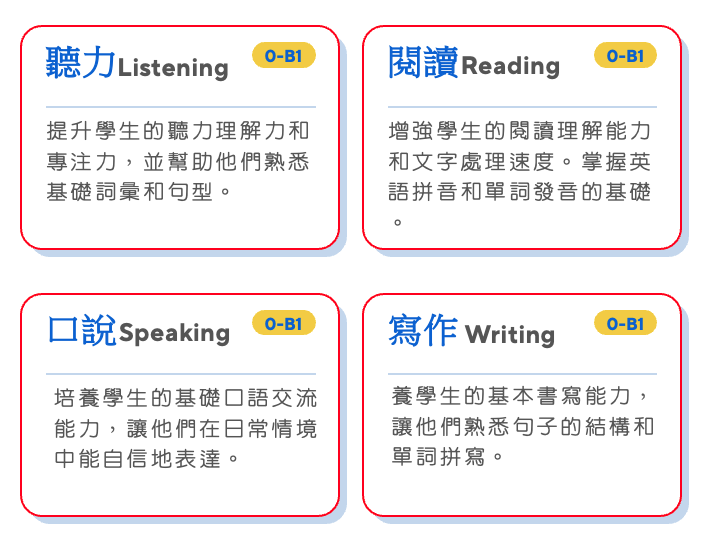 聽力Listening 0-B1
提升學生的聽力理解力和
專注力，並幫助他們熟悉
基礎詞彙和句型。
閱讀Reading 0-B1
增強學生的閱讀理解能力
和文字處理速度。掌握英
語拼音和單詞發音的基礎
。
口說Speaking 0-B1
培養學生的基礎口語交流
能力，讓他們在日常情境
中能自信地表達。
寫作 Writing 0-B1
養學生的基本書寫能力，
讓他們熟悉句子的結構和
單詞拼寫。